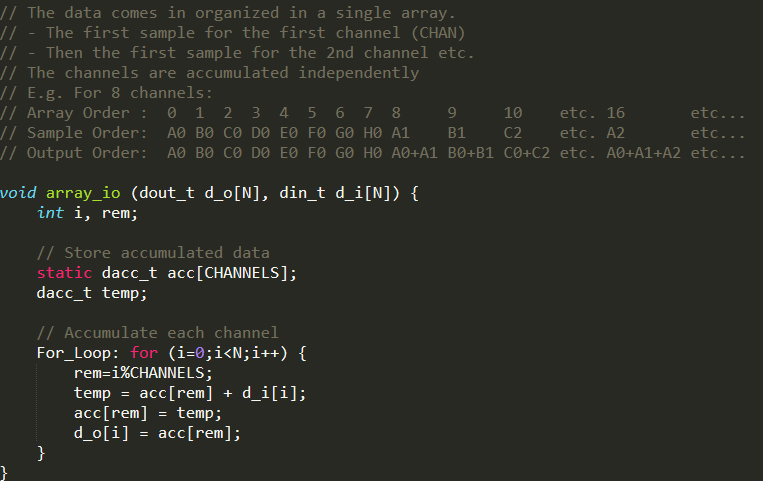 // The data comes in organized in a single array.
// - The first sample for the first channel (CHAN)
// - Then the first sample for the 2nd channel etc.
// The channels are accumulated independently
// E.g. For 8 channels:
// Array Order :  0  1  2  3  4  5  6  7  8     9     10    etc. 16       etc...
// Sample Order:  A0 B0 C0 D0 E0 F0 G0 H0 A1    B1    C2    etc. A2       etc...
// Output Order:  A0 B0 C0 D0 E0 F0 G0 H0 A0+A1 B0+B1 C0+C2 etc. A0+A1+A2 etc...
void array_io (dout_t d_o[N], din_t d_i[N]) {
    int i, rem;
    // Store accumulated data
    static dacc_t acc[CHANNELS];
    dacc_t temp;
    // Accumulate each channel
    For_Loop: for (i=0;i<N;i++) {
        rem=i%CHANNELS;
        temp = acc[rem] + d_i[i];
        acc[rem] = temp;
        d_o[i] = acc[rem];
    }
}